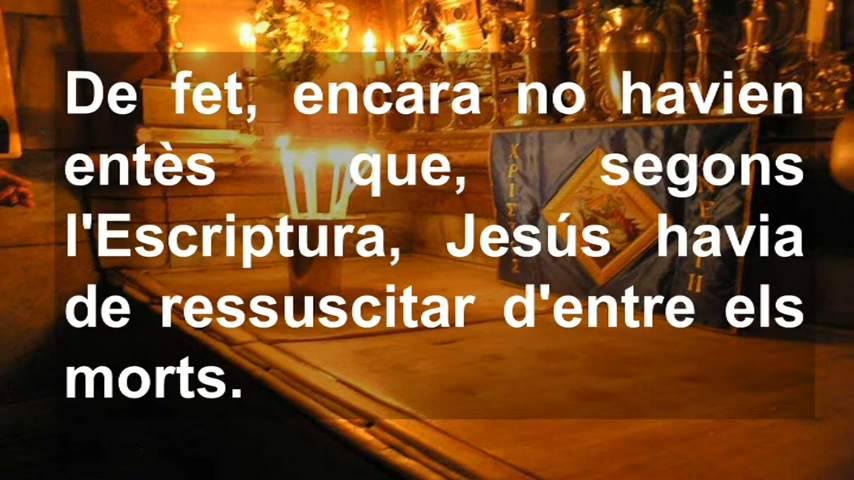 De fet, encara no havien
entès que, segons
l'Escriptura, Jesús havia
de ressuscitar d'entre els
morts.